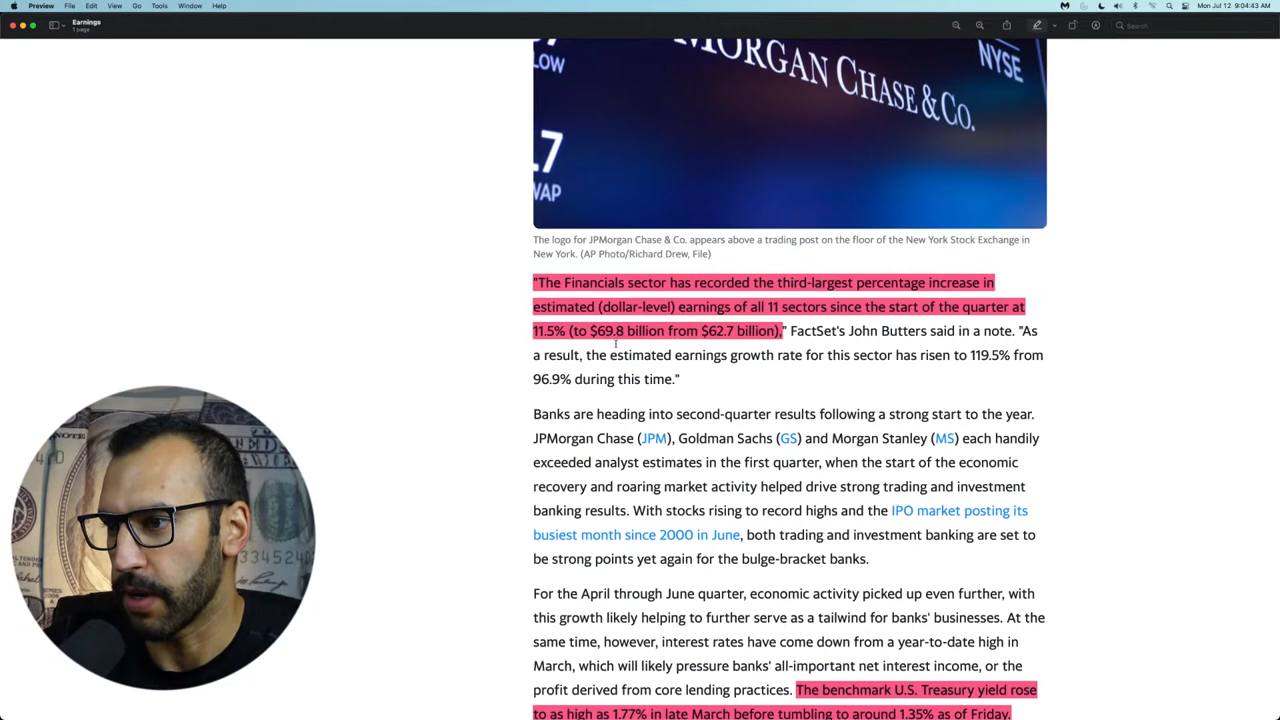 Preview File Edit View Go Tools Window Help
Mon Jul 12 9:04:43 AM
Earnings
1 page
Search
LOW
MORGAN CHASE & CO.
NYSE
.7
WAP
The logo for JPMorgan Chase & Co. appears above a trading post on the floor of the New York Stock Exchange in
New York. (AP Photo/Richard Drew, File)
"The Financials sector has recorded the third-largest percentage increase in
estimated (dollar-level) earnings of all 11 sectors since the start of the quarter at
11.5% (to $69.8 billion from $62.7 billion)," FactSet's John Butters said in a note. "As
a result, the estimated earnings growth rate for this sector has risen to 119.5% from
96.9% during this time."
Banks are heading into second-quarter results following a strong start to the year.
JPMorgan Chase (JPM), Goldman Sachs (GS) and Morgan Stanley (MS) each handily
exceeded analyst estimates in the first quarter, when the start of the economic
recovery and roaring market activity helped drive strong trading and investment
banking results. With stocks rising to record highs and the IPO market posting its
busiest month since 2000 in June, both trading and investment banking are set to
be strong points yet again for the bulge-bracket banks.
For the April through June quarter, economic activity picked up even further, with
this growth likely helping to further serve as a tailwind for banks' businesses. At the
same time, however, interest rates have come down from a year-to-date high in
March, which will likely pressure banks' all-important net interest income, or the
profit derived from core lending practices. The benchmark U.S. Treasury yield rose
to as high as 1.77% in late March before tumbling to around 1.35% as of Friday.